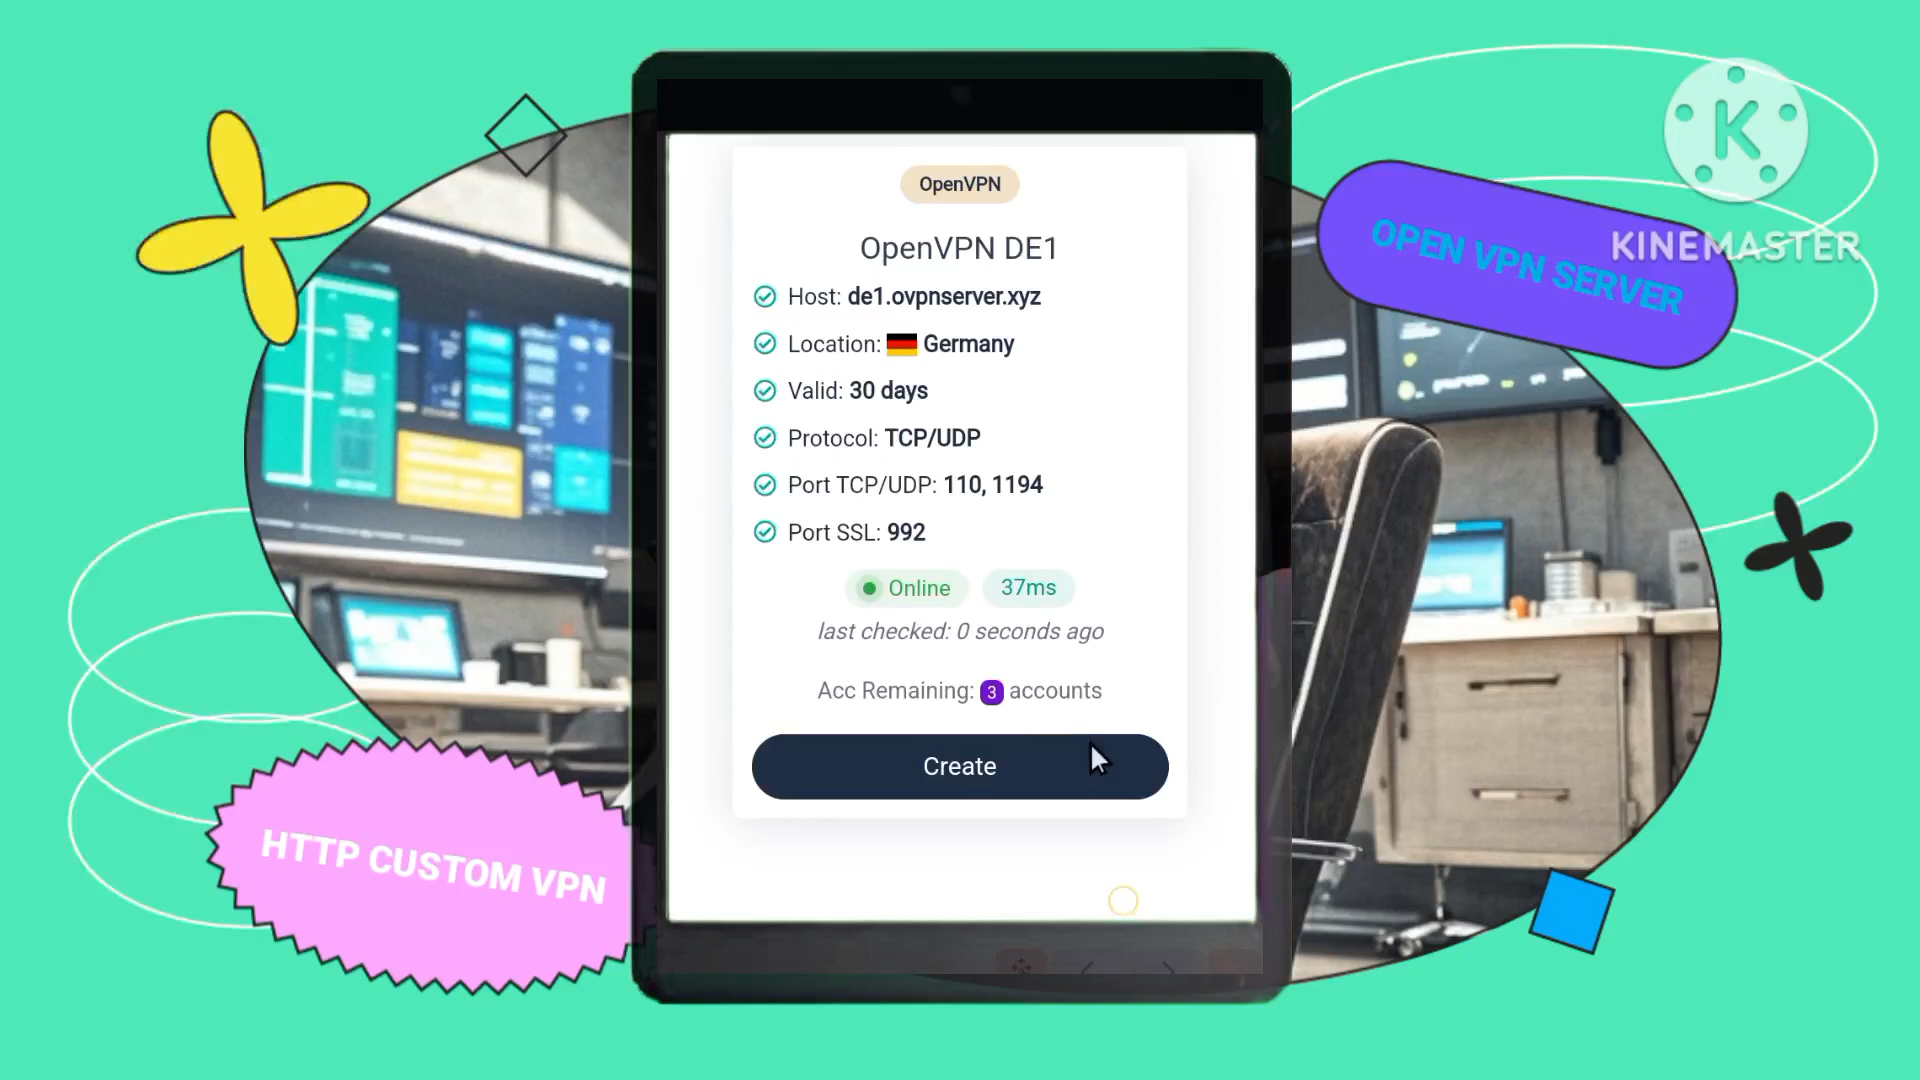 K
KINEMASTER
OPEN VPN SERVER
OpenVPN
OpenVPN DE1
Host: de1.ovpnserver.xyz
Location: Germany
Valid: 30 days
Protocol: TCP/UDP
Port TCP/UDP: 110, 1194
Port SSL: 992
Online 37ms
last checked: 0 seconds ago
Acc Remaining: 3 accounts
Create
HTTP CUSTOM VPN